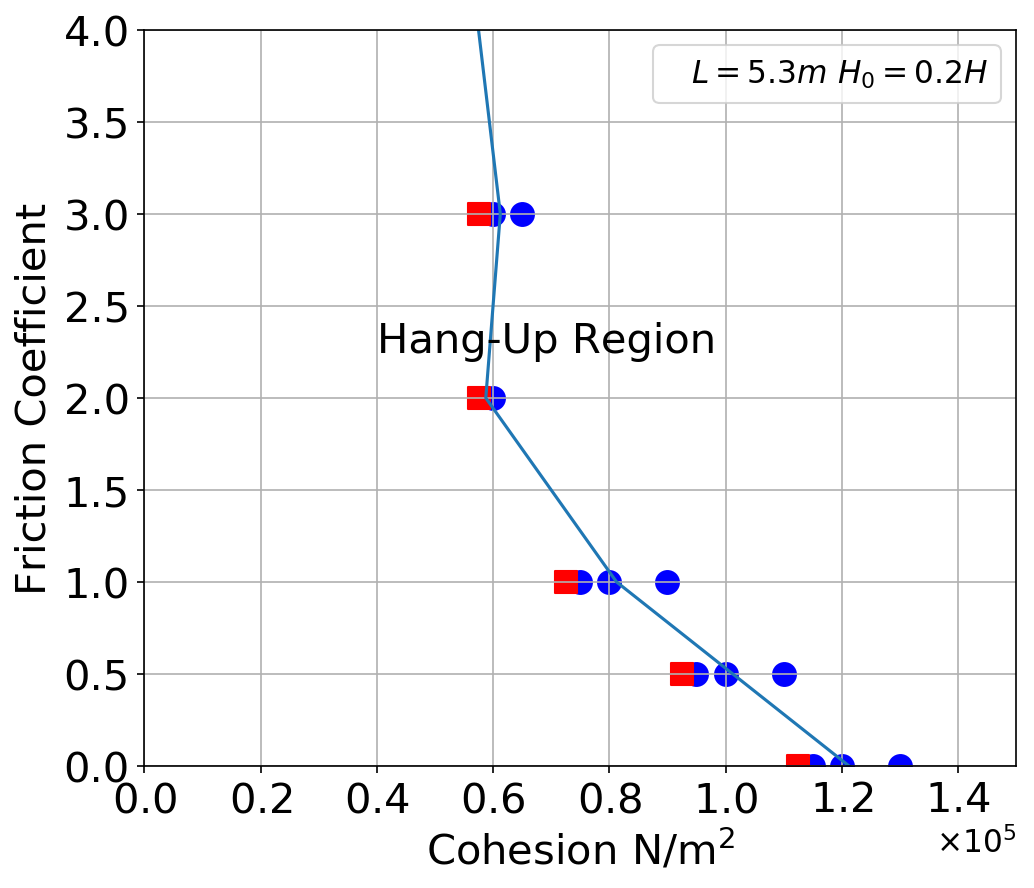 4.0
3.5
3.0
2.5
2.0
1.5
1.0
0.5
0.0
Friction Coefficient
L = 5.3m H₀ = 0.2H
Hang-Up Region
0.0 0.2 0.4 0.6 0.8 1.0 1.2 1.4
×10⁵
Cohesion N/m²